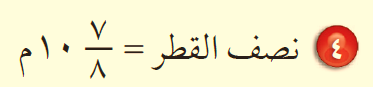 ٤ نصف القطر = ١٠ ٧/٨ م